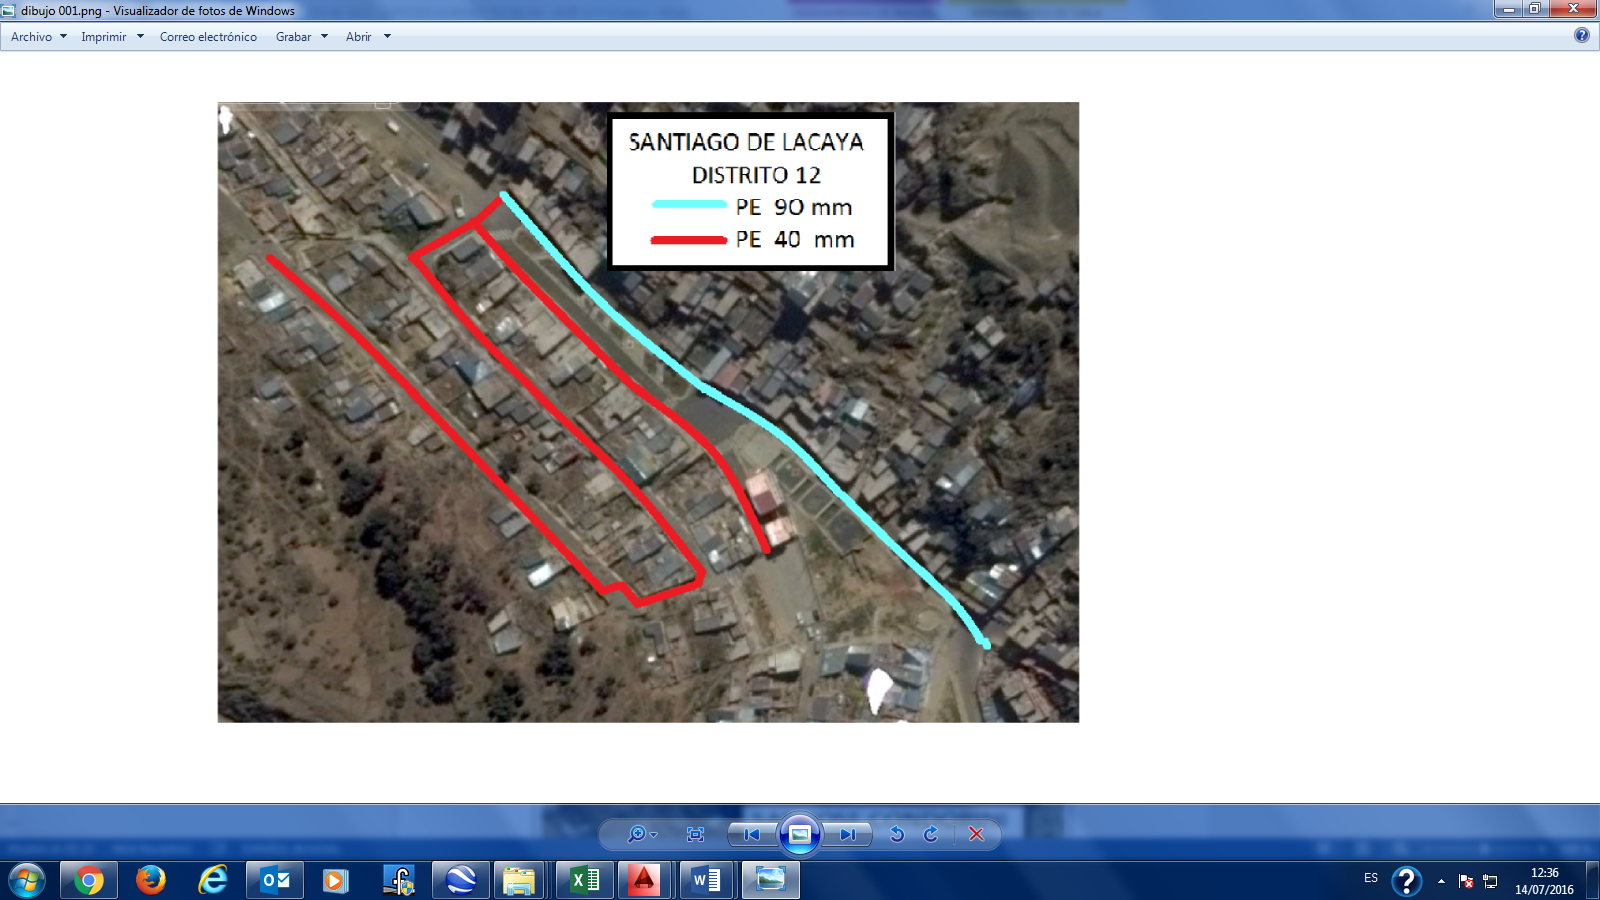 dibujo 001.png - Visualizador de fotos de Windows
Archivo Imprimir Correo electrónico Grabar Abrir
SANTIAGO DE LACAYA
DISTRITO 12
PE 90 mm
PE 40 mm
ES
12:36
14/07/2016